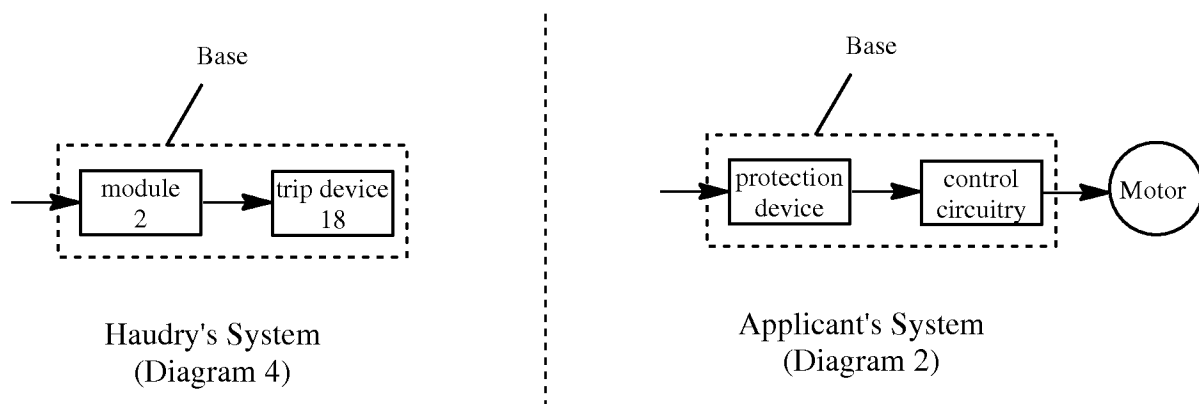 Base
module
2
trip device
18
Haudry's System
(Diagram 4)
Base
protection
device
control
circuitry
Motor
Applicant's System
(Diagram 2)